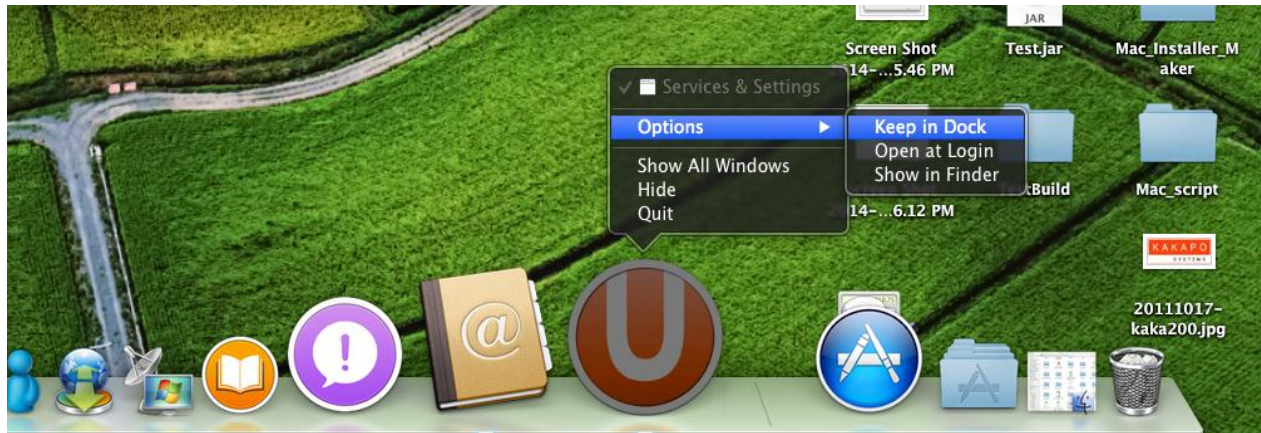 JAR
Screen Shot
2014-...5.46 PM
Test.jar
Mac_Installer_M
aker
✓ Services & Settings
Options
Keep in Dock
Open at Login
Show in Finder
Show All Windows
Hide
Quit
14-...6.12 PM
Mac_script
KAKAPO
20111017-
kaka200.jpg
@
!
U